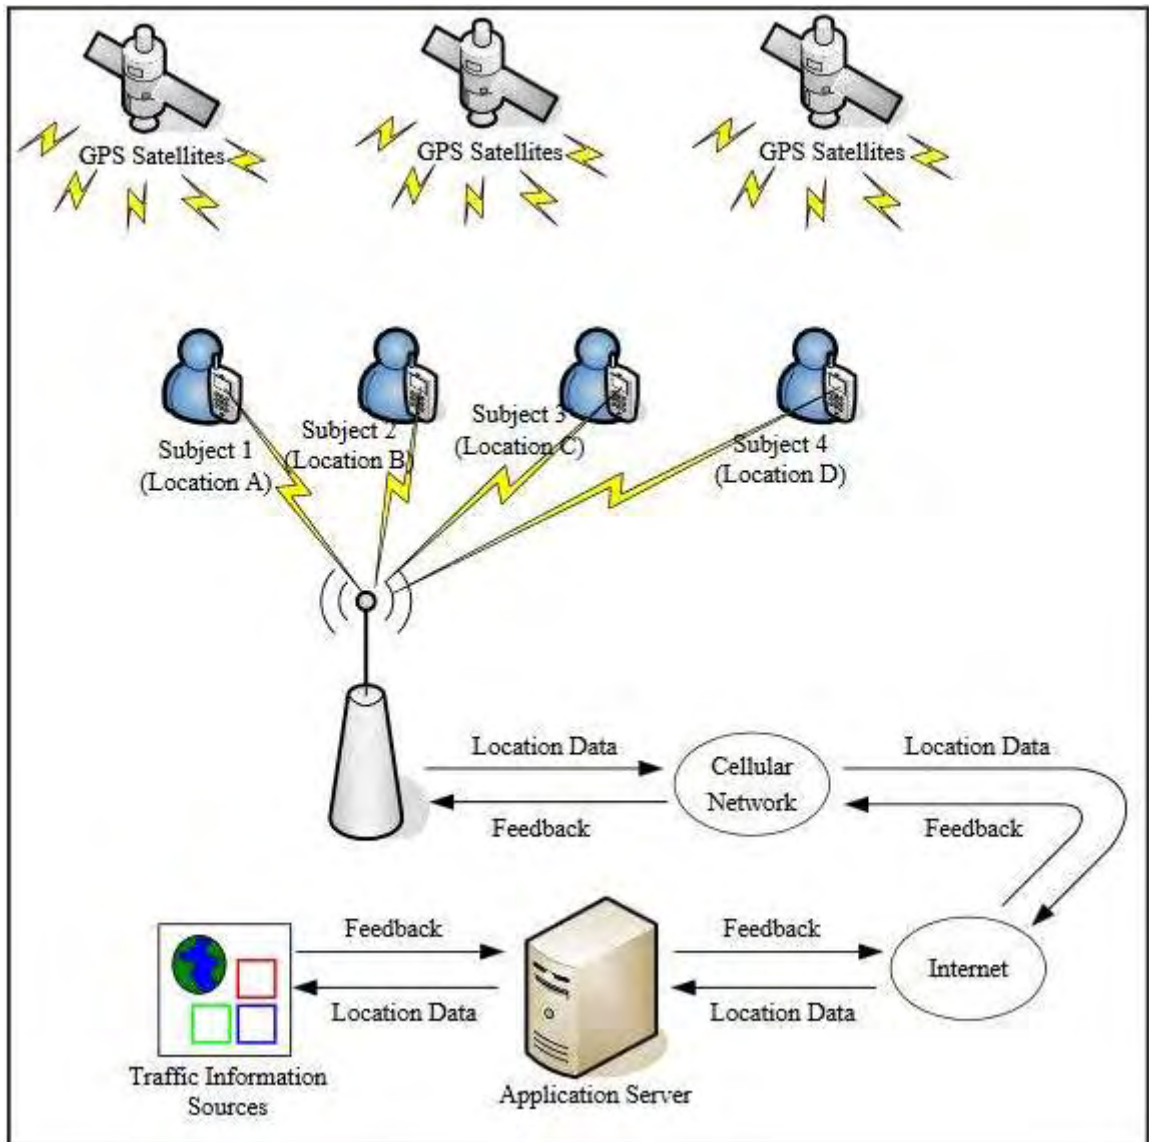 GPS Satellites
GPS Satellites
GPS Satellites
Subject 1
(Location A)
Subject 2
(Location B)
Subject 3
(Location C)
Subject 4
(Location D)
Location Data
Feedback
Cellular
Network
Location Data
Feedback
Feedback
Location Data
Feedback
Location Data
Internet
Traffic Information
Sources
Application Server